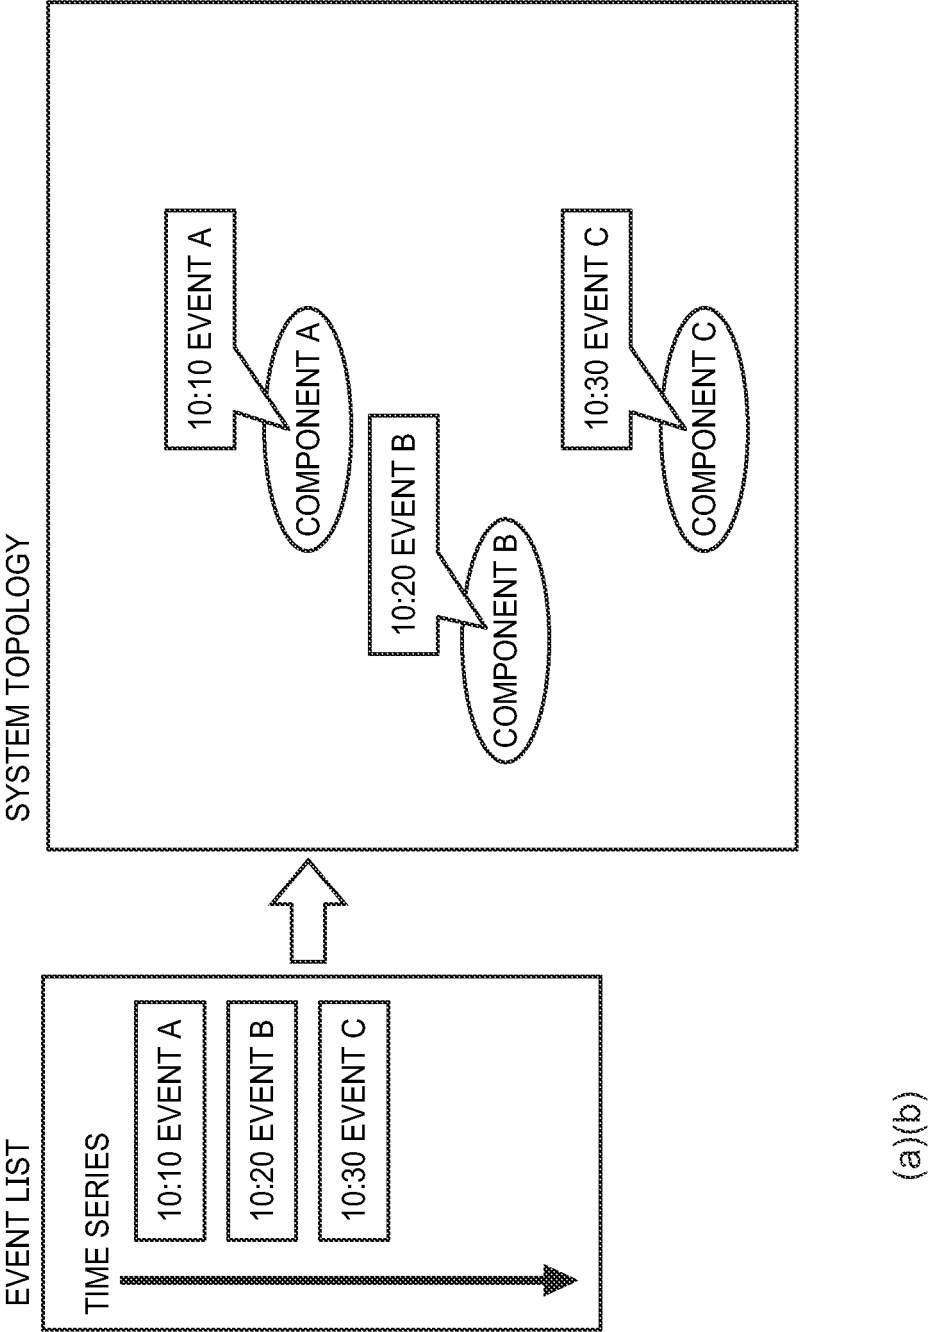 EVENT LIST
TIME SERIES
10:10 EVENT A
10:20 EVENT B
10:30 EVENT C
SYSTEM TOPOLOGY
10:10 EVENT A
COMPONENT A
10:20 EVENT B
COMPONENT B
10:30 EVENT C
COMPONENT C
(a)(b)